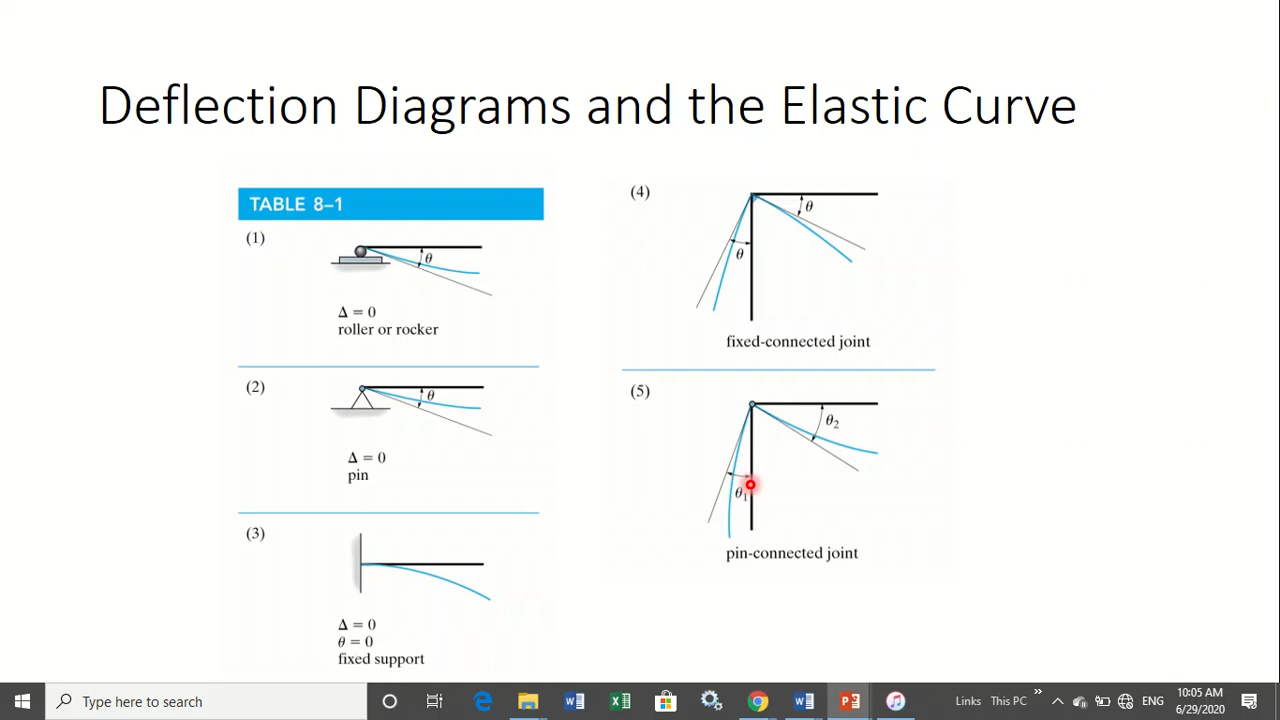 Deflection Diagrams and the Elastic Curve
TABLE 8–1
(1)
θ
Δ = 0
roller or rocker
(2)
θ
Δ = 0
pin
(3)
Δ = 0
θ = 0
fixed support
(4)
θ
θ
fixed-connected joint
(5)
θ2
θ1
pin-connected joint
Type here to search
Links
This PC
»
ENG
10:05 AM
6/29/2020